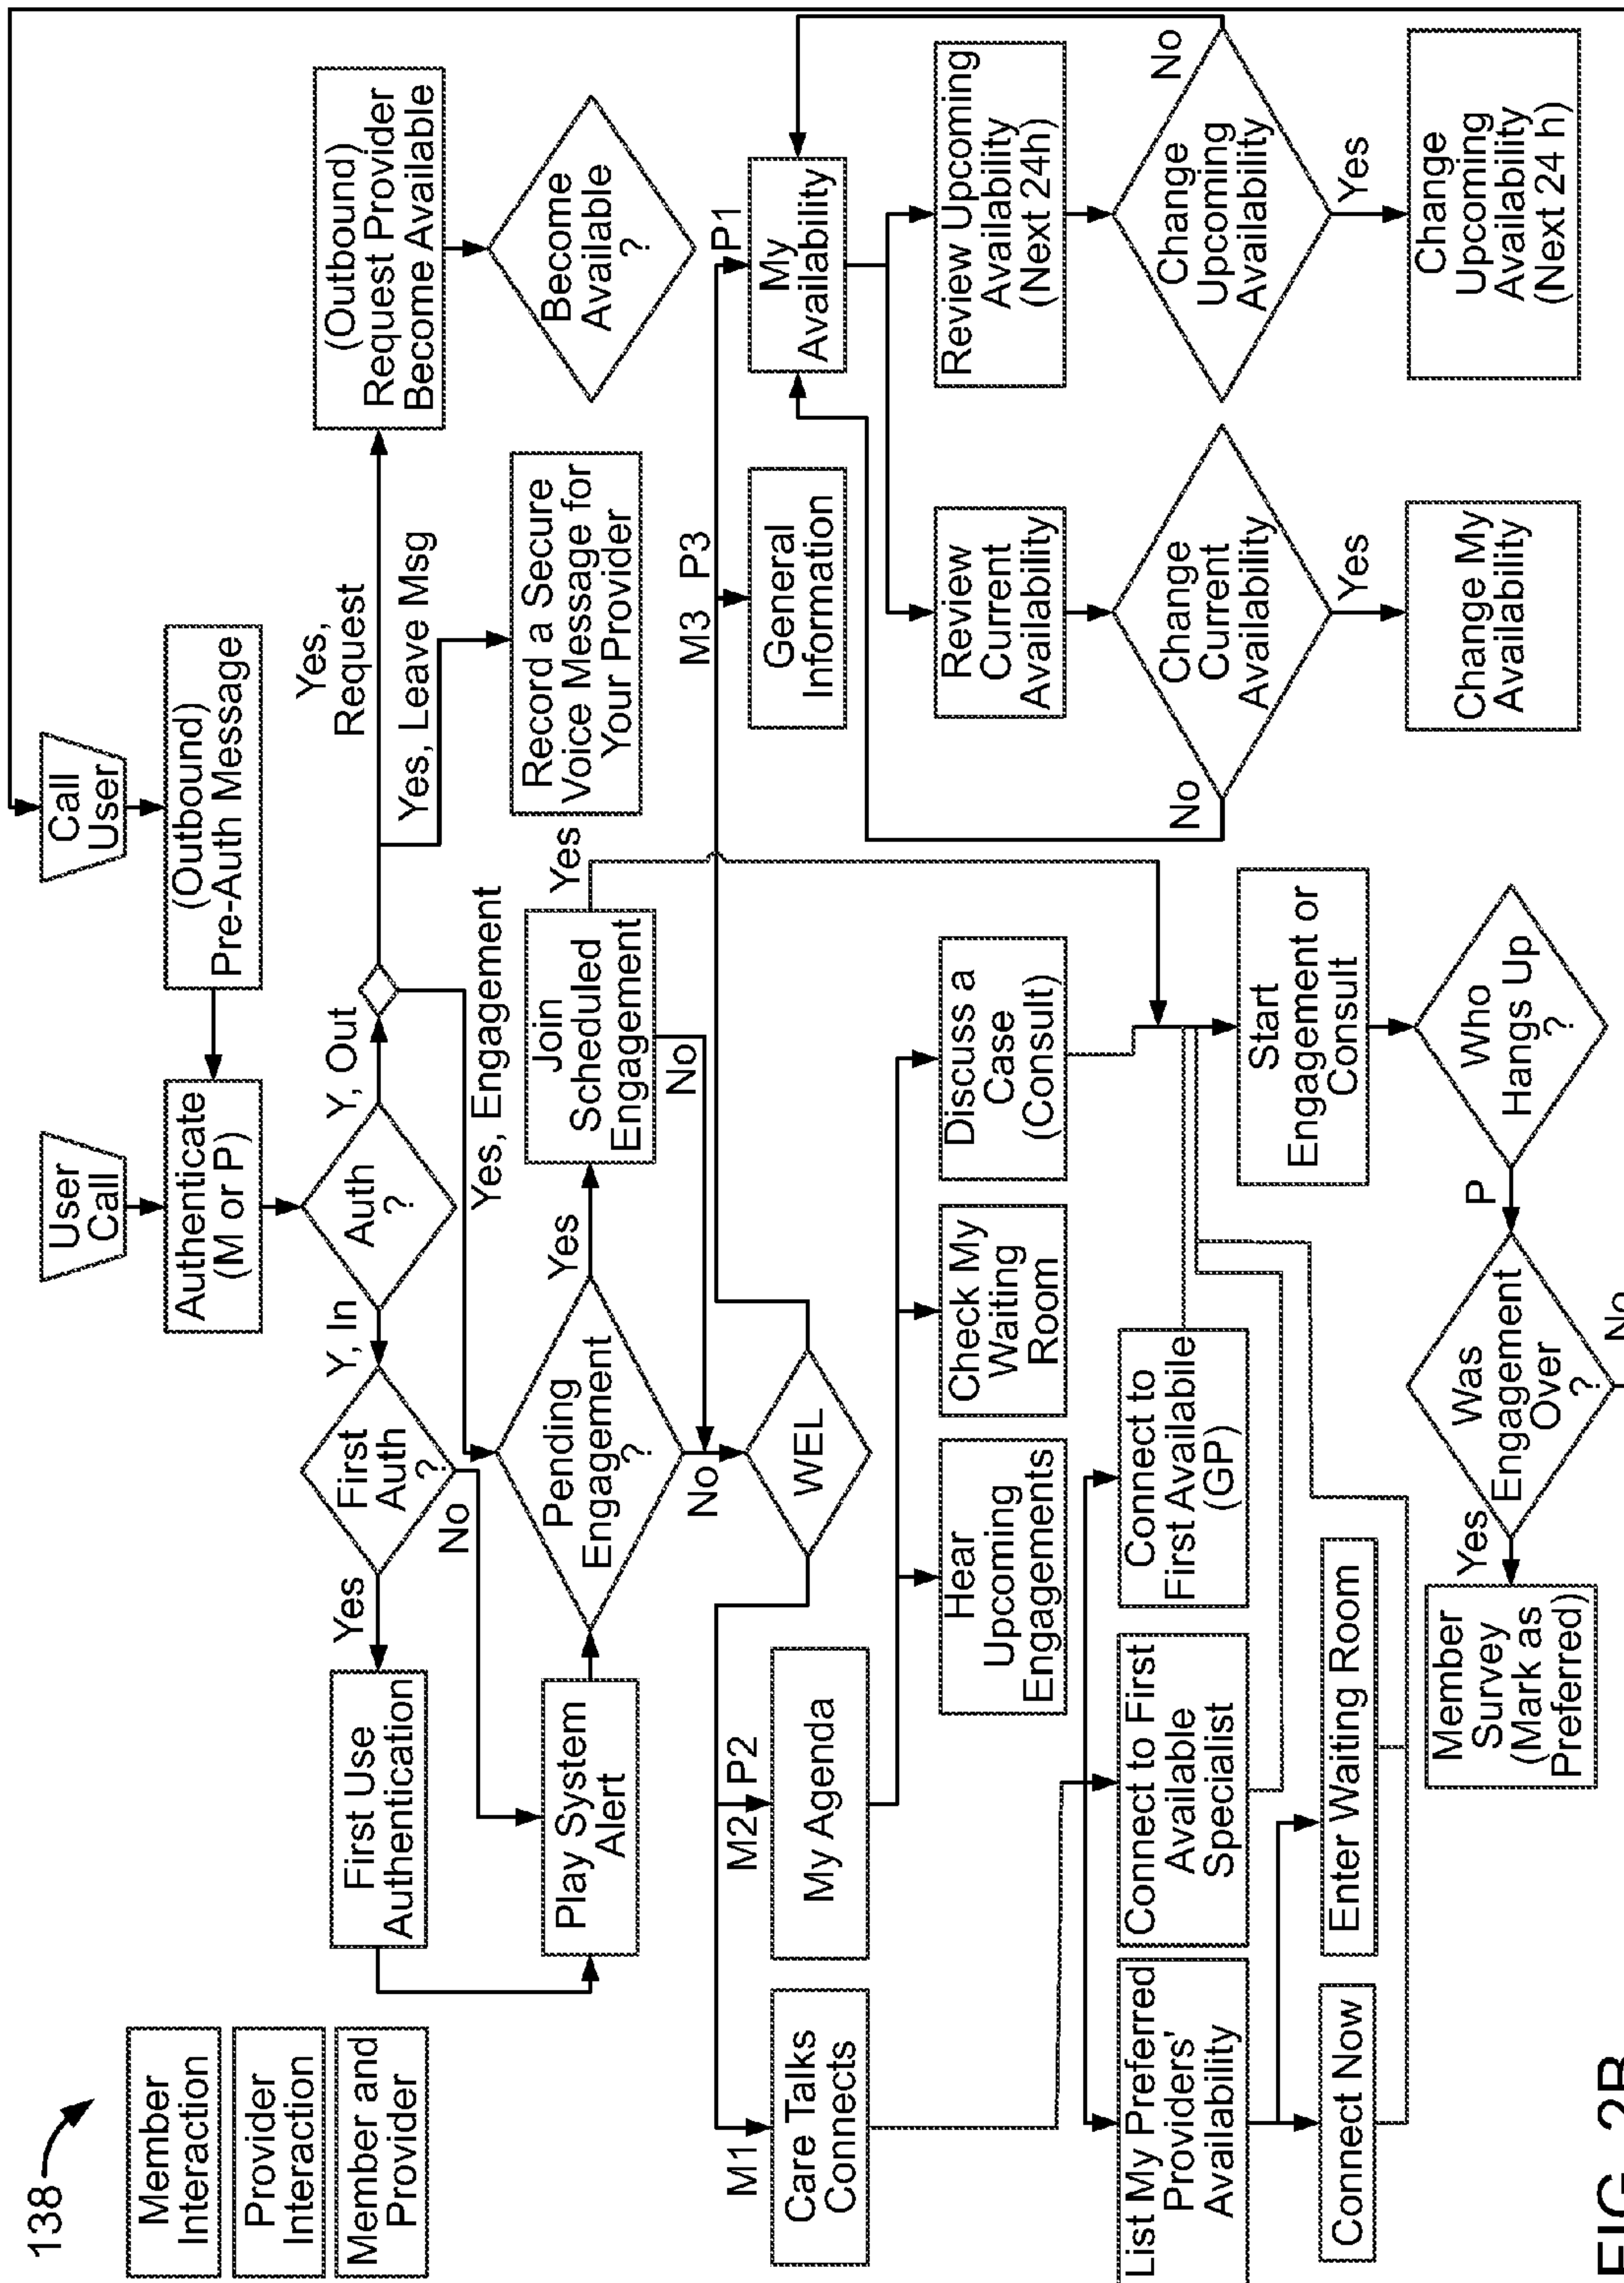 138
Member
Interaction
Provider
Interaction
Member and
Provider
User
Call
Call
User
Authenticate
(M or P)
(Outbound)
Pre-Auth Message
Auth
?
Y, In
Y, Out
First
Auth
?
Yes
No
First Use
Authentication
Yes,
Request
Yes, Leave Msg
Yes, Engagement
(Outbound)
Request Provider
Become Available
Become
Available
?
Record a Secure
Voice Message for
Your Provider
Play System
Alert
Pending
Engagement
?
Yes
No
Join
Scheduled
Engagement
Yes
No
WEL
M1
M2 P2
M3 P3
P1
Care Talks
Connects
My Agenda
General
Information
My
Availability
Hear
Upcoming
Engagements
Check My
Waiting
Room
Discuss a
Case
(Consult)
Review
Current
Availability
Review Upcoming
Availability
(Next 24h)
List My Preferred
Providers'
Availability
Connect to First
Available
Specialist
Connect to
First Availabile
(GP)
Change
Current
Availability
No
Yes
Change
Upcoming
Availability
No
Yes
Connect Now
Enter Waiting Room
Start
Engagement or
Consult
Change My
Availability
Change
Upcoming
Availability
(Next 24 h)
Who
Hangs Up
?
P
Was
Engagement
Over
?
Yes
No
Member
Survey
(Mark as
Preferred)
FIG. 2B